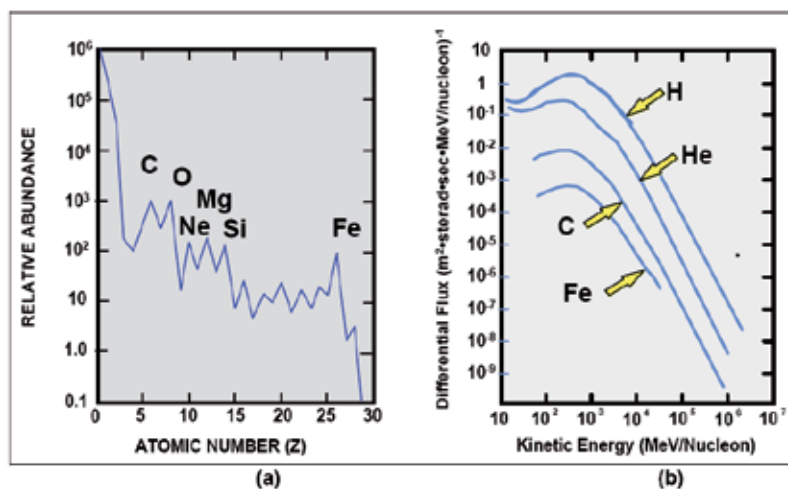 10⁶
10⁵
10⁴
10³
10²
10
1.0
0.1
RELATIVE ABUNDANCE
C
O
Mg
Ne
Si
Fe
0
5
10
15
20
25
30
ATOMIC NUMBER (Z)
(a)
10
1
10⁻¹
10⁻²
10⁻³
10⁻⁴
10⁻⁵
10⁻⁶
10⁻⁷
10⁻⁸
10⁻⁹
Differential Flux (m²•sterad•sec•MeV/nucleon)⁻¹
H
He
C
Fe
10
10²
10³
10⁴
10⁵
10⁶
10⁷
Kinetic Energy (MeV/Nucleon)
(b)